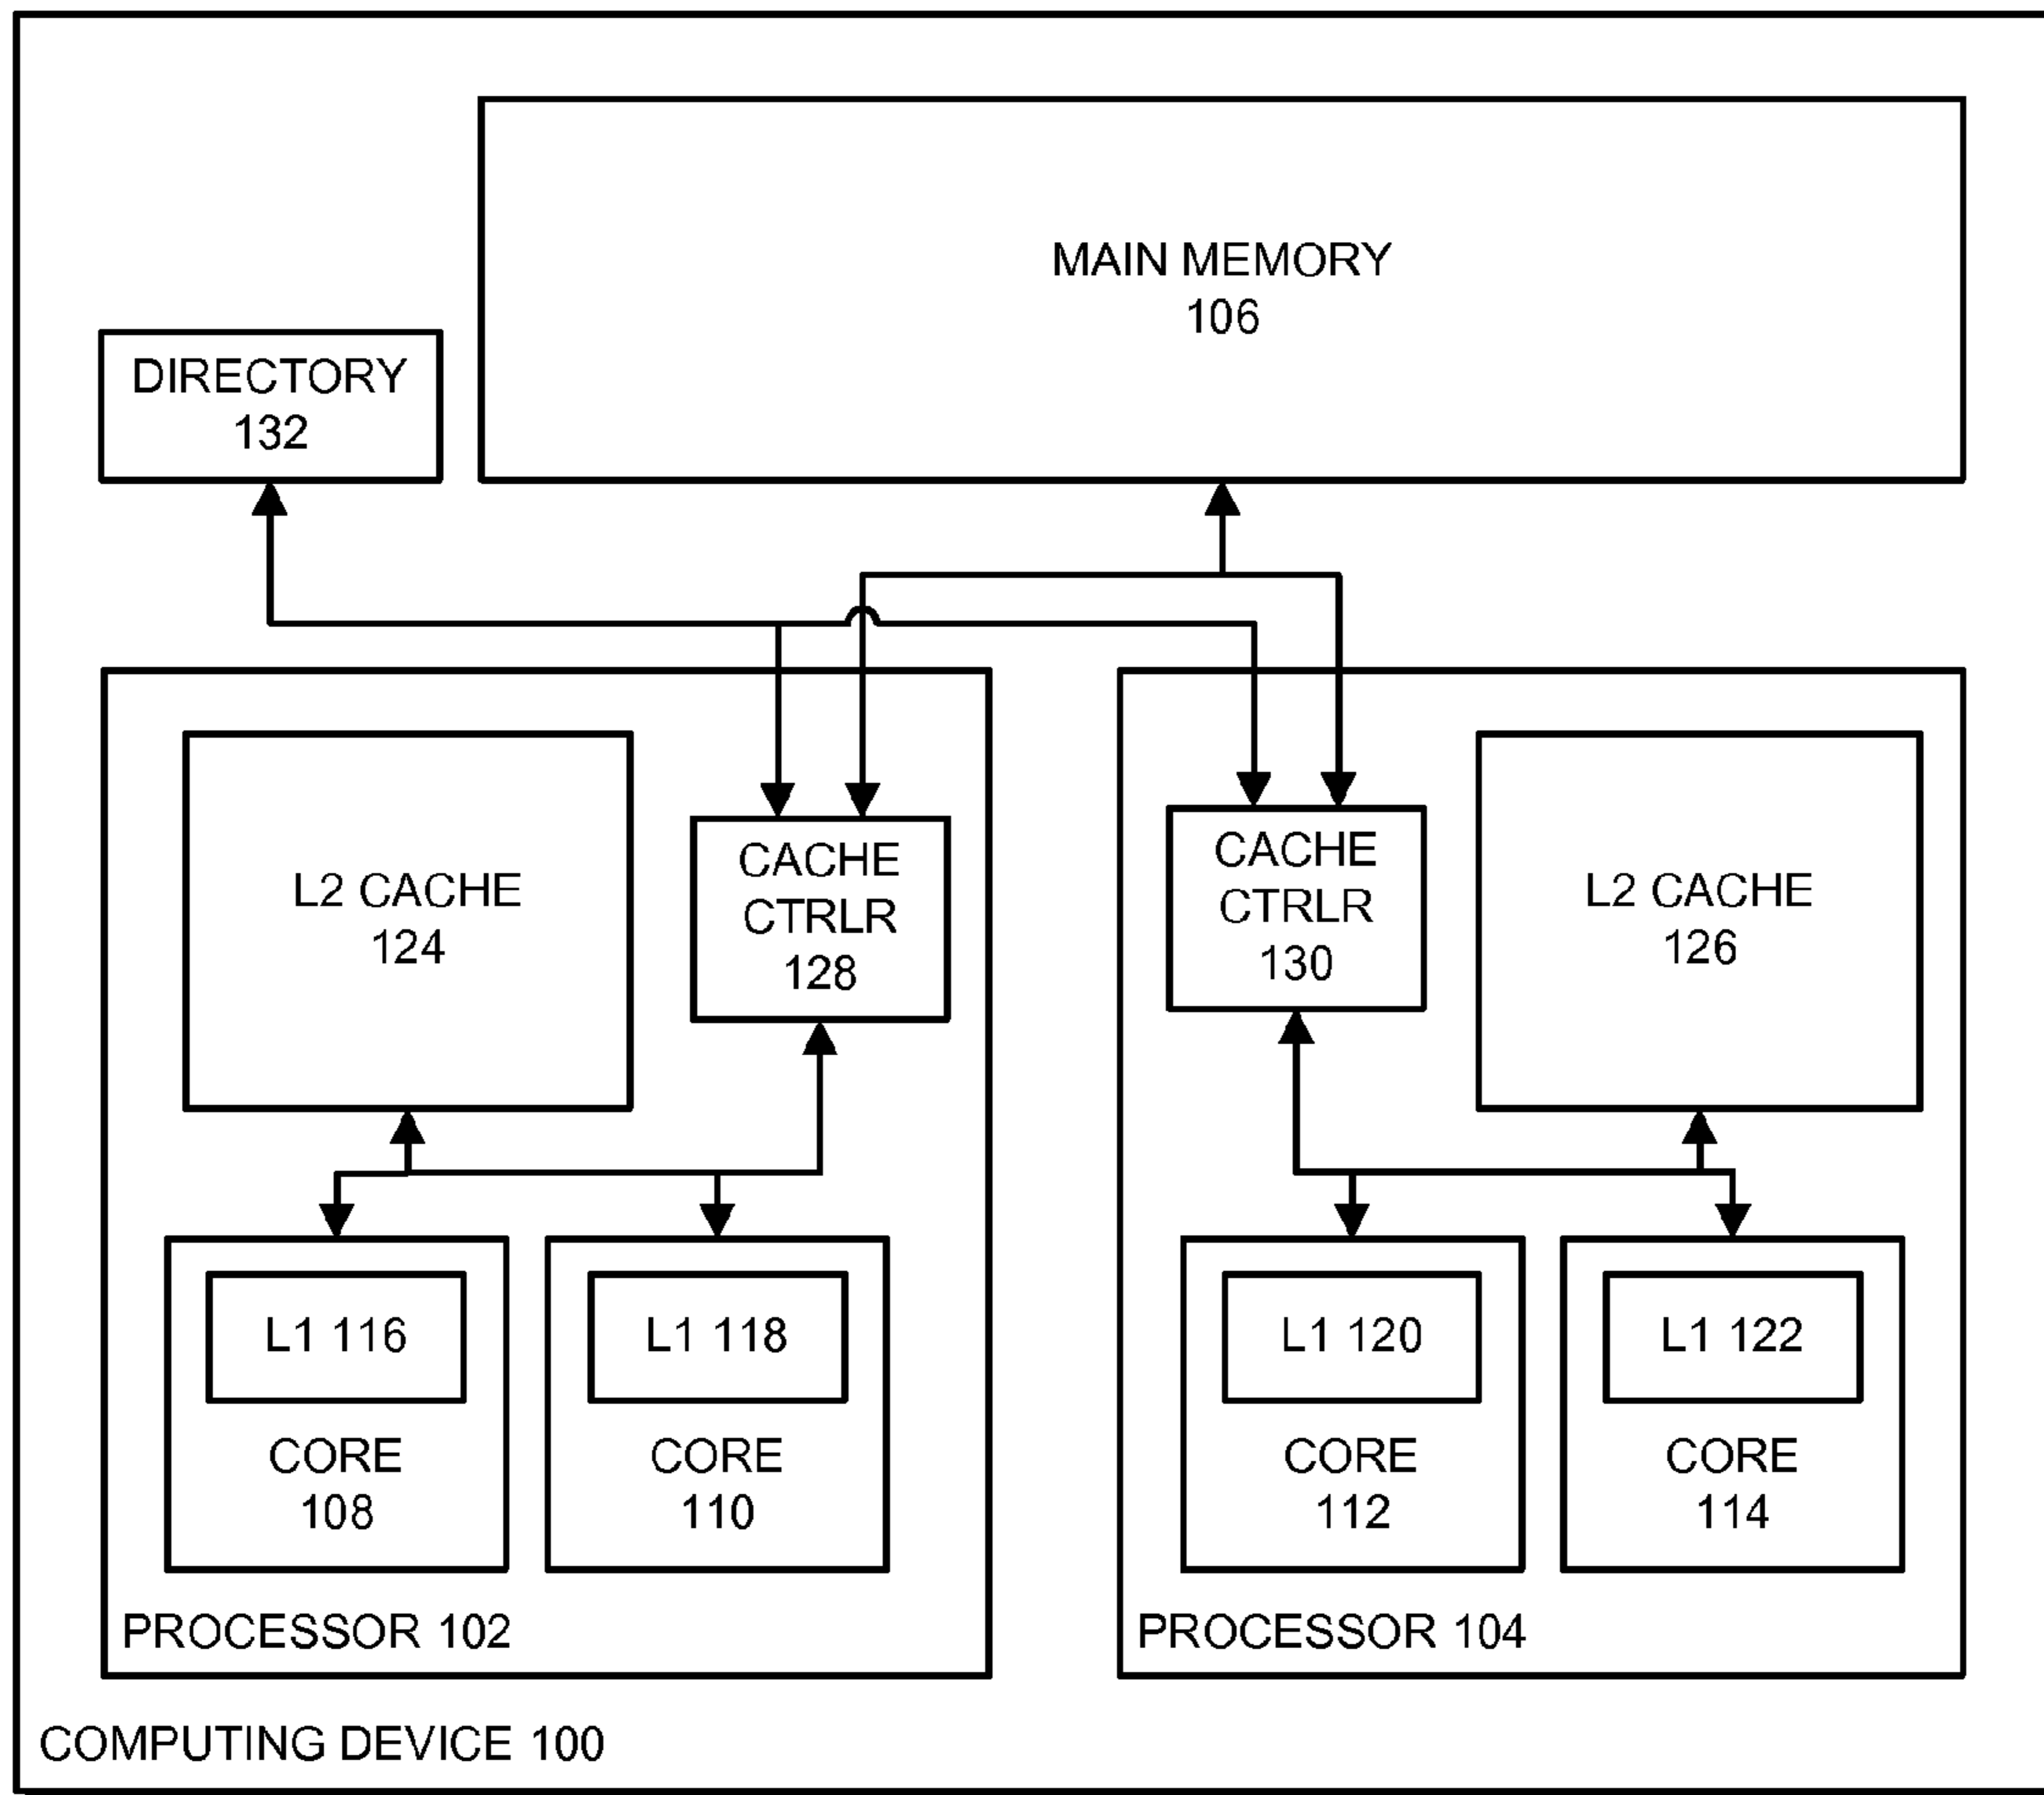 MAIN MEMORY
106
DIRECTORY
132
L2 CACHE
124
CACHE
CTRLR
128
CACHE
CTRLR
130
L2 CACHE
126
L1 116
CORE
108
L1 118
CORE
110
L1 120
CORE
112
L1 122
CORE
114
PROCESSOR 102
PROCESSOR 104
COMPUTING DEVICE 100